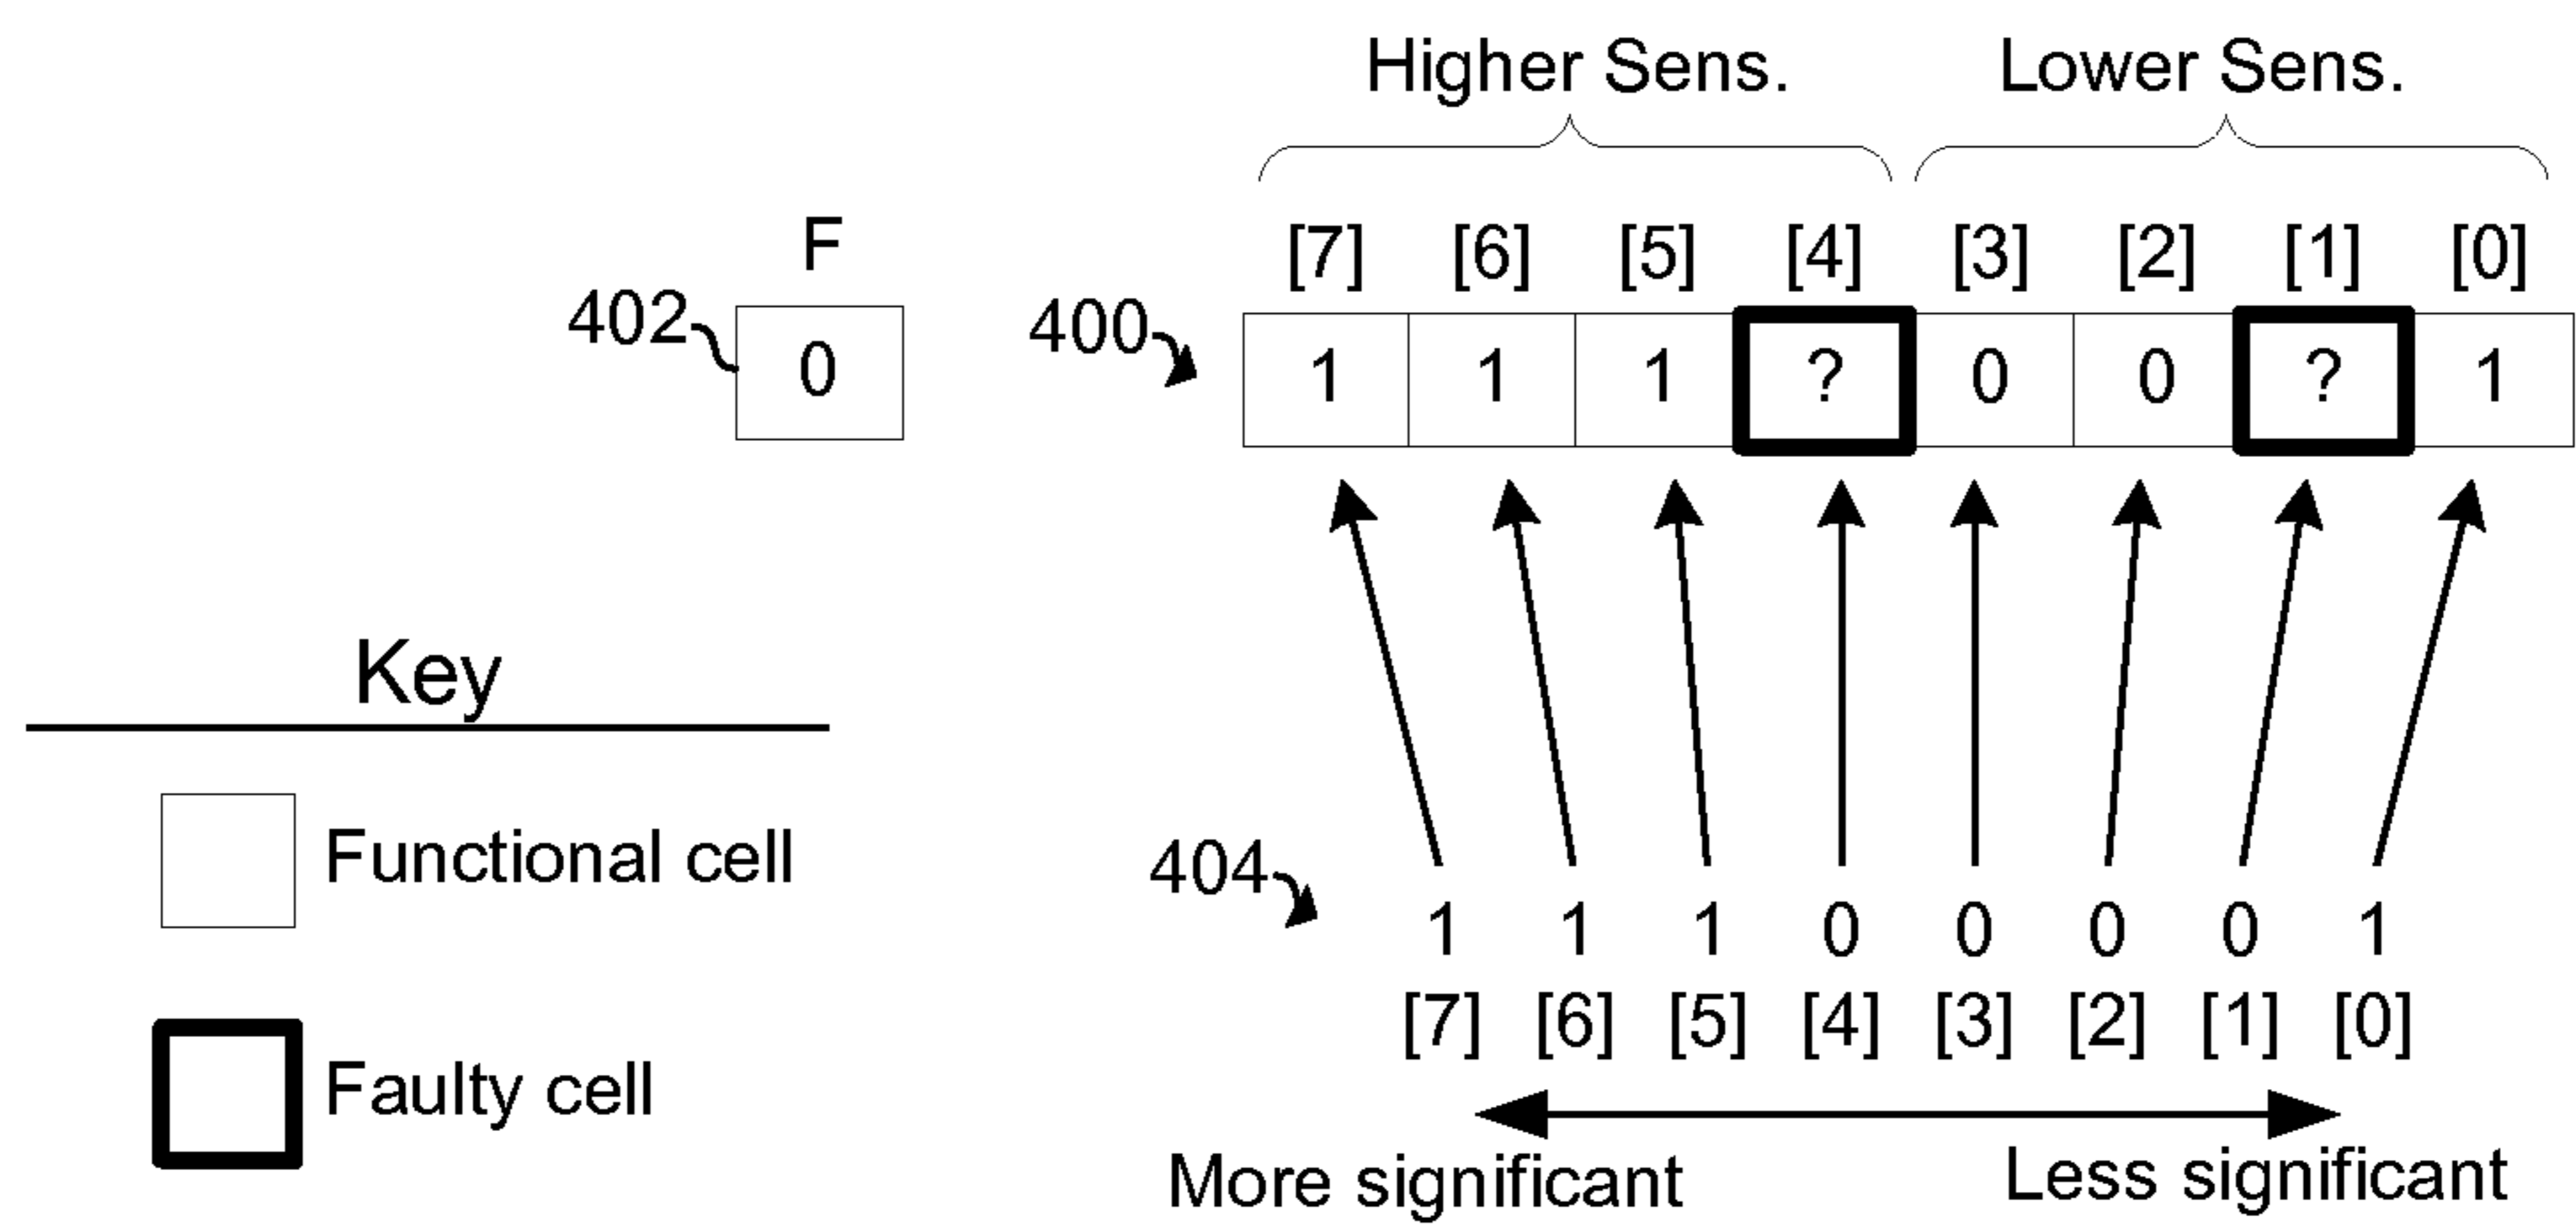 Higher Sens. Lower Sens.
F [7] [6] [5] [4] [3] [2] [1] [0]
402 0 400 1 1 1 ? 0 0 ? 1
Key
Functional cell
404 1 1 1 0 0 0 0 1
[7] [6] [5] [4] [3] [2] [1] [0]
Faulty cell
More significant Less significant